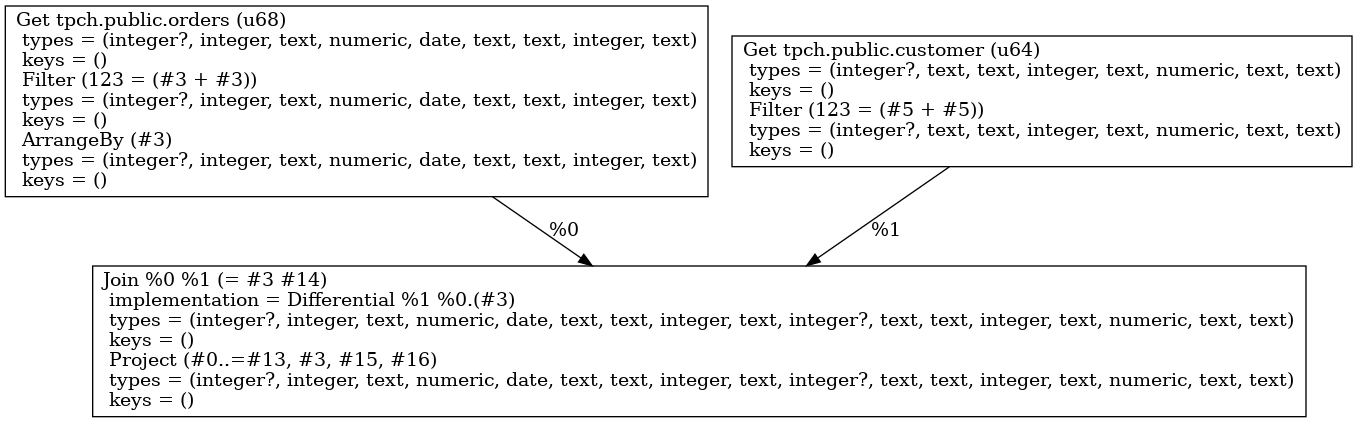 Get tpch.public.orders (u68)
types = (integer?, integer, text, numeric, date, text, text, integer, text)
keys = ()
Filter (123 = (#3 + #3))
types = (integer?, integer, text, numeric, date, text, text, integer, text)
keys = ()
ArrangeBy (#3)
types = (integer?, integer, text, numeric, date, text, text, integer, text)
keys = ()
Get tpch.public.customer (u64)
types = (integer?, text, text, integer, text, numeric, text, text)
keys = ()
Filter (123 = (#5 + #5))
types = (integer?, text, text, integer, text, numeric, text, text)
keys = ()
%0
%1
Join %0 %1 (= #3 #14)
implementation = Differential %1 %0.(#3)
types = (integer?, integer, text, numeric, date, text, text, integer, text, integer?, text, text, integer, text, numeric, text, text)
keys = ()
Project (#0..=#13, #3, #15, #16)
types = (integer?, integer, text, numeric, date, text, text, integer, text, integer?, text, text, integer, text, numeric, text, text)
keys = ()